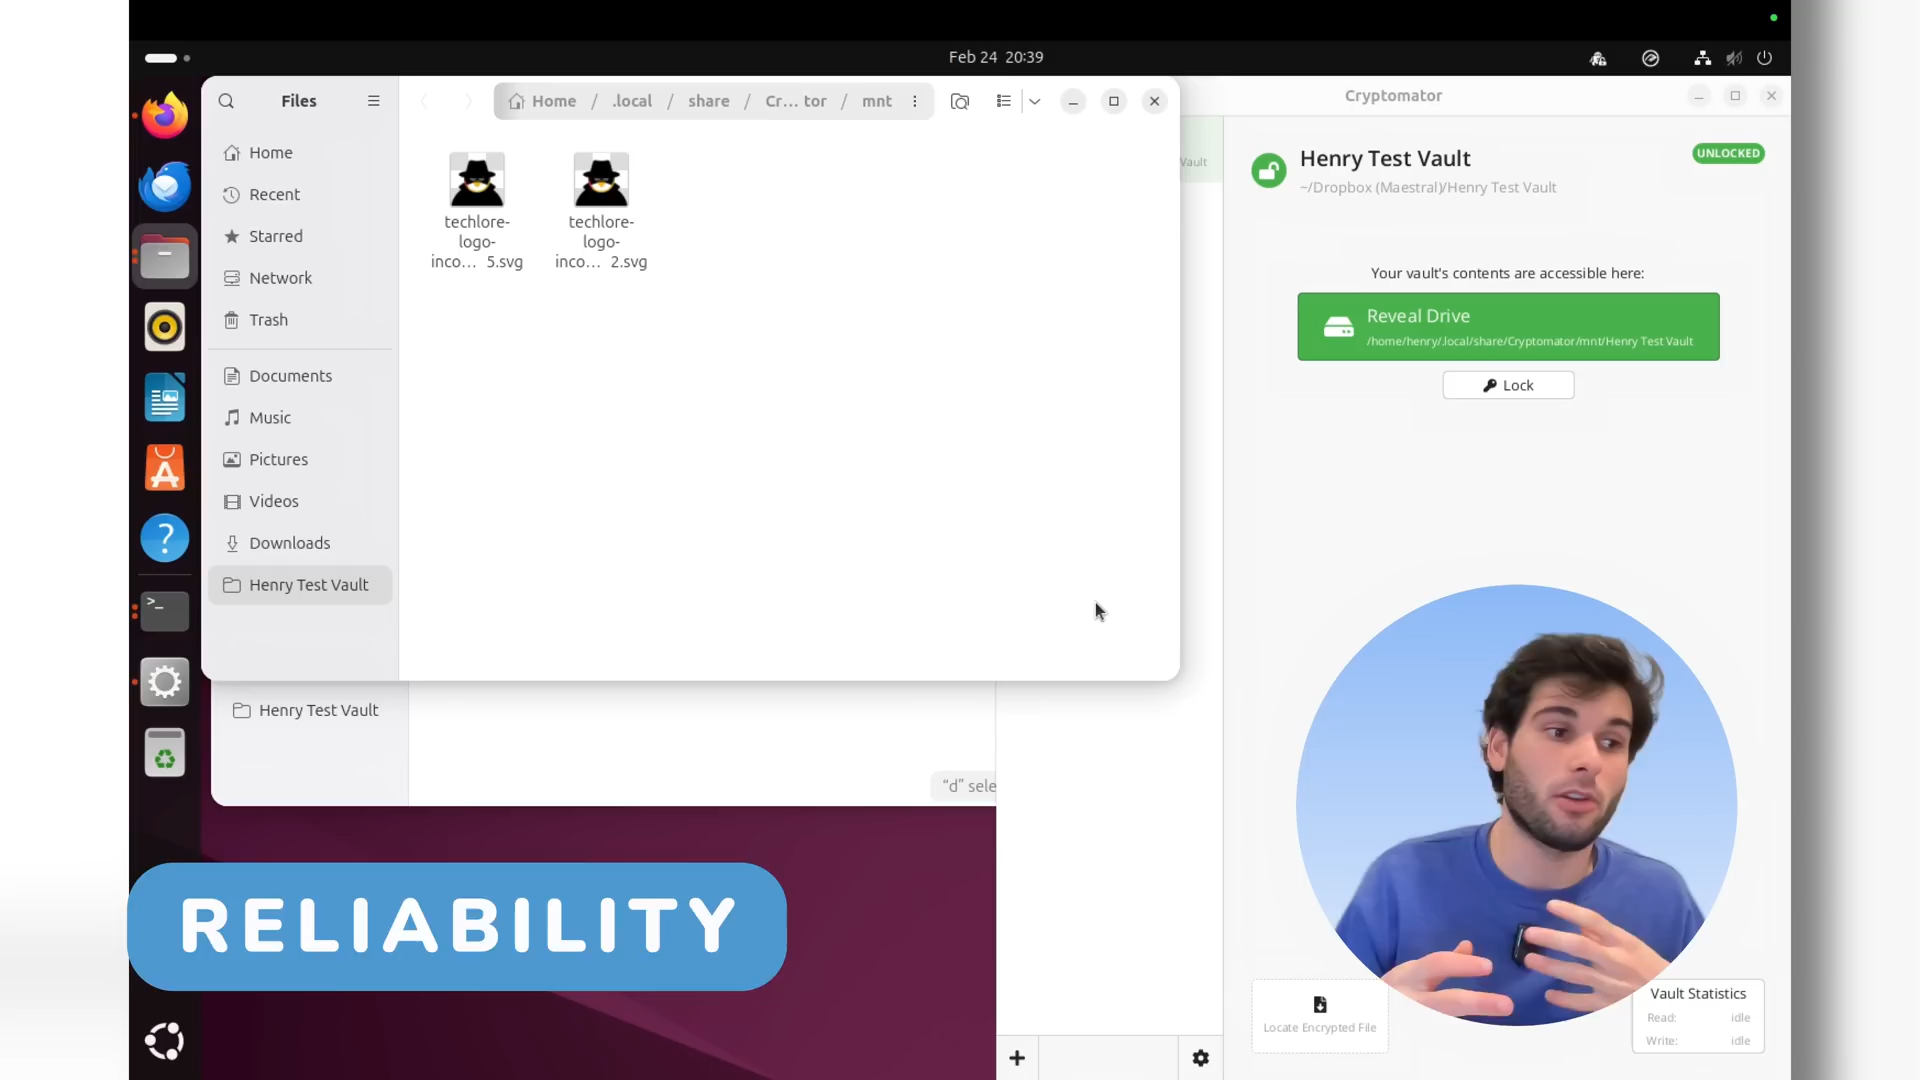 Feb 24 20:39
Files
Home / .local / share / Cr... tor / mnt
Home
Recent
Starred
Network
Trash
Documents
Music
Pictures
Videos
Downloads
Henry Test Vault
techlore-
logo-
inco... 5.svg
techlore-
logo-
inco... 2.svg
Henry Test Vault
“d” sele
Cryptomator
Vault
Henry Test Vault
UNLOCKED
~/Dropbox (Maestral)/Henry Test Vault
Your vault's contents are accessible here:
Reveal Drive
/home/henry/.local/share/Cryptomator/mnt/Henry Test Vault
Lock
RELIABILITY
Locate Encrypted File
Vault Statistics
Read: idle
Write: idle